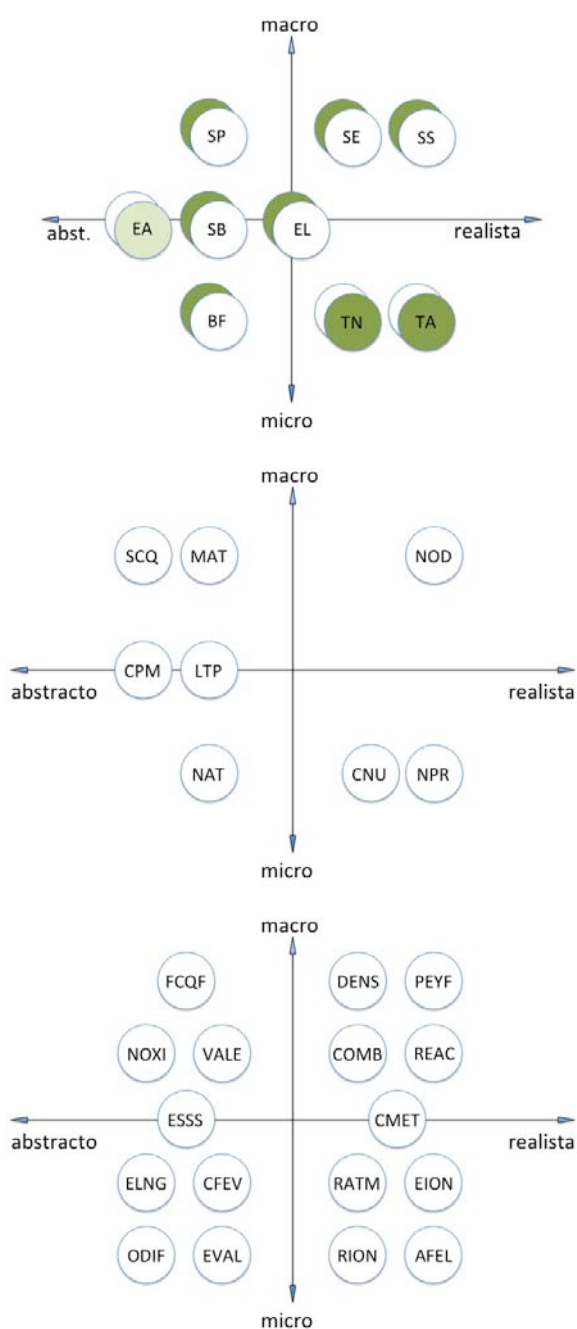 macro
SP SE SS
EA SB EL
abst. realista
BF TN TA
micro
macro
SCQ MAT NOD
CPM LTP
abstracto realista
NAT CNU NPR
micro
macro
FCQF DENS PEYF
NOXI VALE COMB REAC
ESSS CMET
abstracto realista
ELNG CFEV RATM EION
ODIF EVAL RION AFEL
micro